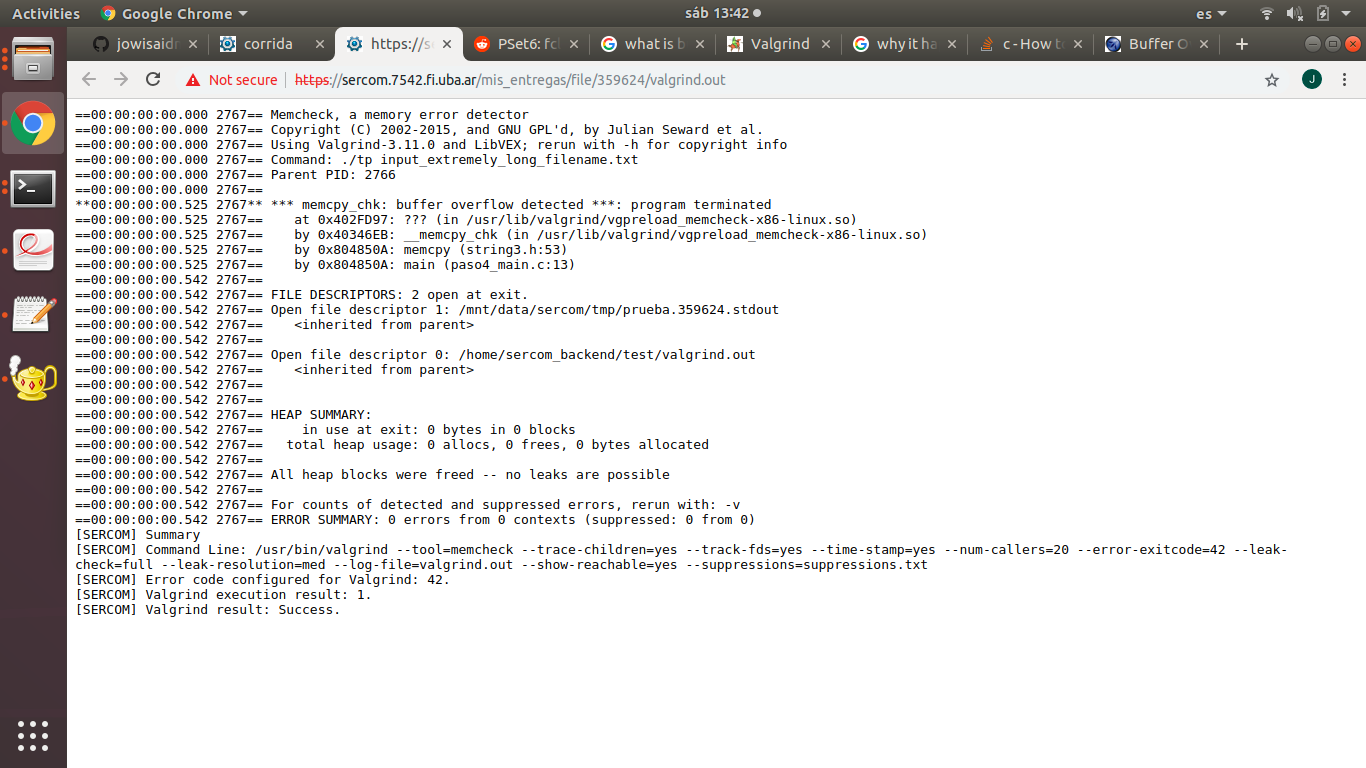 Activities Google Chrome sáb 13:42 es
jowisaid corrida https://s PSet6: fc what is b Valgrind why it ha c - How t Buffer O
Not secure https://sercom.7542.fi.uba.ar/mis_entregas/file/359624/valgrind.out J
==00:00:00:00.000 2767== Memcheck, a memory error detector
==00:00:00:00.000 2767== Copyright (C) 2002-2015, and GNU GPL'd, by Julian Seward et al.
==00:00:00:00.000 2767== Using Valgrind-3.11.0 and LibVEX; rerun with -h for copyright info
==00:00:00:00.000 2767== Command: ./tp input_extremely_long_filename.txt
==00:00:00:00.000 2767== Parent PID: 2766
==00:00:00:00.000 2767==
**00:00:00:00.525 2767** *** memcpy_chk: buffer overflow detected ***: program terminated
==00:00:00:00.525 2767==    at 0x402FD97: ??? (in /usr/lib/valgrind/vgpreload_memcheck-x86-linux.so)
==00:00:00:00.525 2767==    by 0x40346EB: __memcpy_chk (in /usr/lib/valgrind/vgpreload_memcheck-x86-linux.so)
==00:00:00:00.525 2767==    by 0x804850A: memcpy (string3.h:53)
==00:00:00:00.525 2767==    by 0x804850A: main (paso4_main.c:13)
==00:00:00:00.542 2767==
==00:00:00:00.542 2767== FILE DESCRIPTORS: 2 open at exit.
==00:00:00:00.542 2767== Open file descriptor 1: /mnt/data/sercom/tmp/prueba.359624.stdout
==00:00:00:00.542 2767==    <inherited from parent>
==00:00:00:00.542 2767==
==00:00:00:00.542 2767== Open file descriptor 0: /home/sercom_backend/test/valgrind.out
==00:00:00:00.542 2767==    <inherited from parent>
==00:00:00:00.542 2767==
==00:00:00:00.542 2767==
==00:00:00:00.542 2767== HEAP SUMMARY:
==00:00:00:00.542 2767==     in use at exit: 0 bytes in 0 blocks
==00:00:00:00.542 2767==   total heap usage: 0 allocs, 0 frees, 0 bytes allocated
==00:00:00:00.542 2767==
==00:00:00:00.542 2767== All heap blocks were freed -- no leaks are possible
==00:00:00:00.542 2767==
==00:00:00:00.542 2767== For counts of detected and suppressed errors, rerun with: -v
==00:00:00:00.542 2767== ERROR SUMMARY: 0 errors from 0 contexts (suppressed: 0 from 0)
[SERCOM] Summary
[SERCOM] Command Line: /usr/bin/valgrind --tool=memcheck --trace-children=yes --track-fds=yes --time-stamp=yes --num-callers=20 --error-exitcode=42 --leak-
check=full --leak-resolution=med --log-file=valgrind.out --show-reachable=yes --suppressions=suppressions.txt
[SERCOM] Error code configured for Valgrind: 42.
[SERCOM] Valgrind execution result: 1.
[SERCOM] Valgrind result: Success.